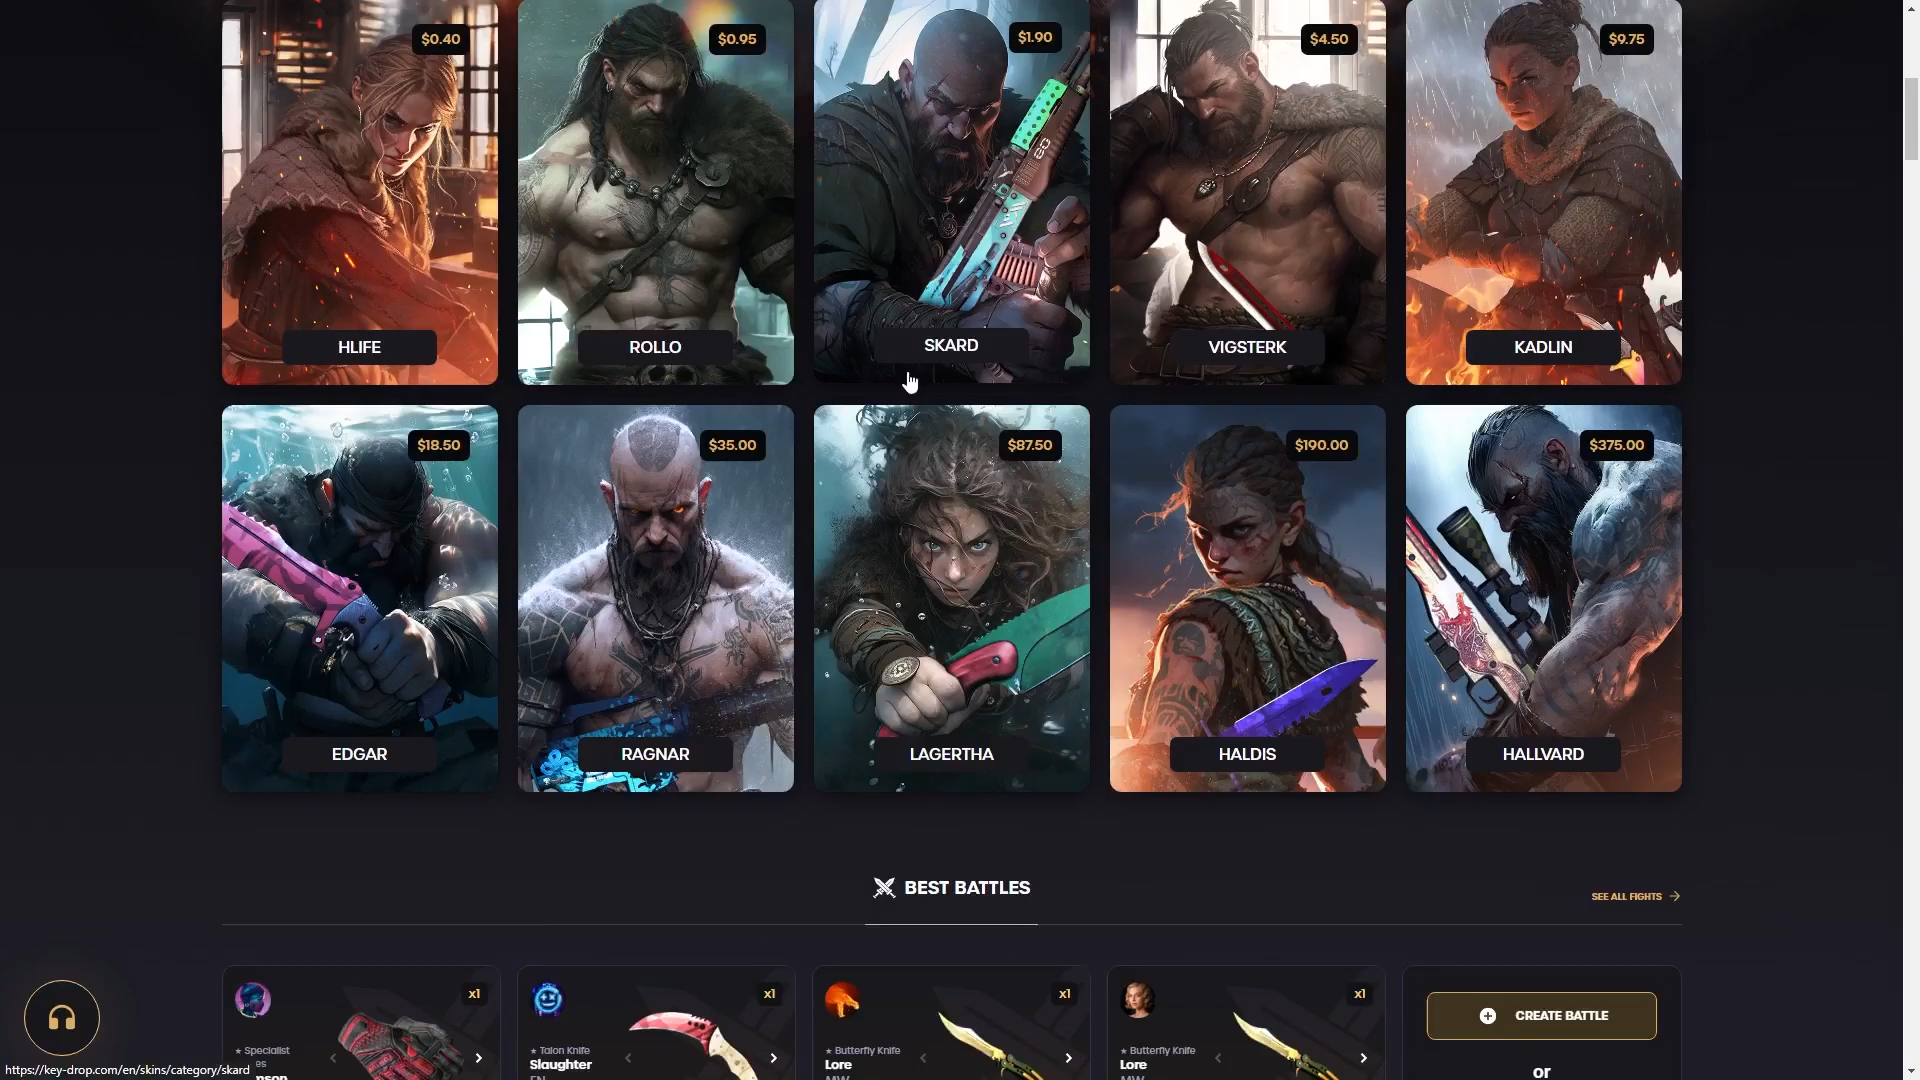 $0.40
$0.95
$1.90
$4.50
$9.75
HLIFE
ROLLO
SKARD
VIGSTERK
KADLIN
$18.50
$35.00
$87.50
$190.00
$375.00
EDGAR
RAGNAR
LAGERTHA
HALDIS
HALLVARD
BEST BATTLES
SEE ALL FIGHTS
x1
★ Specialist
x1
★ Talon Knife
Slaughter
x1
★ Butterfly Knife
Lore
x1
★ Butterfly Knife
Lore
CREATE BATTLE
or
https://key-drop.com/en/skins/category/skard